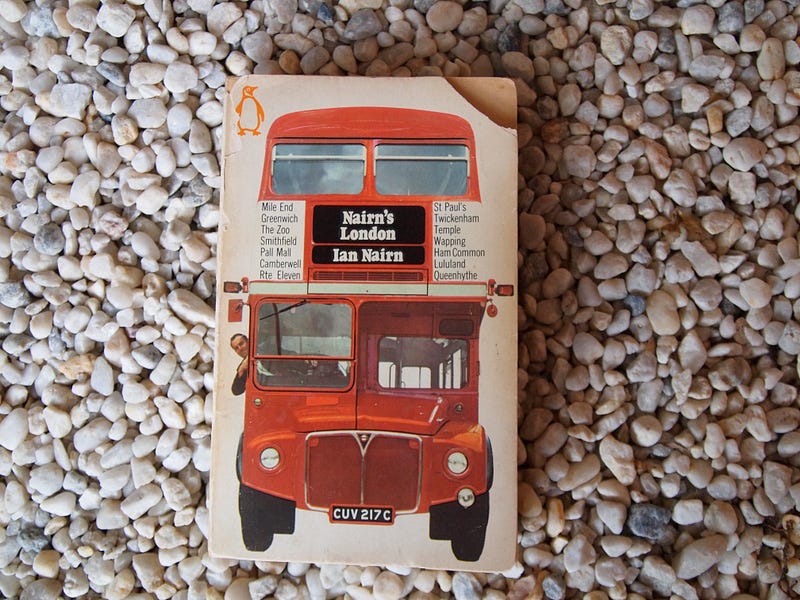 Mile End
Greenwich
The Zoo
Smithfield
Pall Mall
Camberwell
Rte Eleven
Nairn's
London
Ian Nairn
St Paul's
Twickenham
Temple
Wapping
Ham Common
Lululand
Queenhythe
CUV 217C